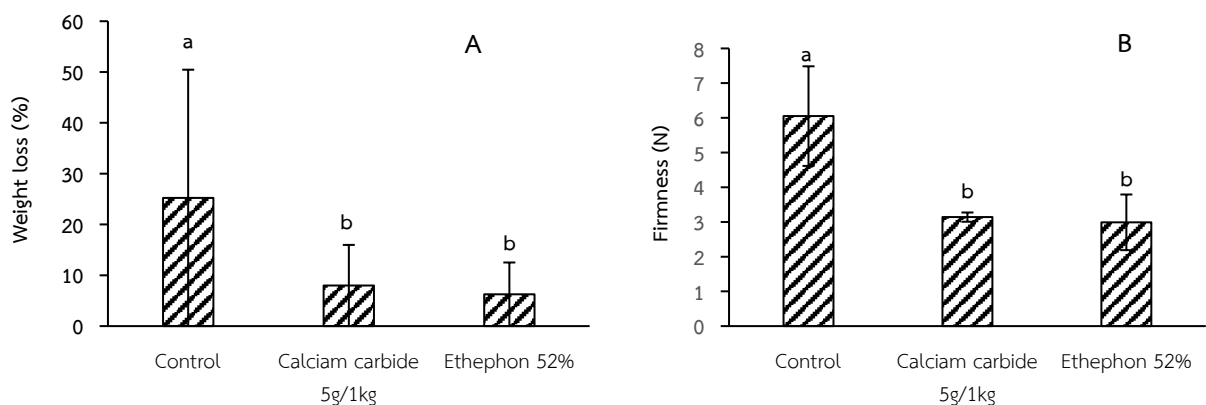 A
Weight loss (%)
60
50
40
30
20
10
0
a
b
b
Control
Calciam carbide
5g/1kg
Ethephon 52%
B
Firmness (N)
8
7
6
5
4
3
2
1
0
a
b
b
Control
Calciam carbide
5g/1kg
Ethephon 52%